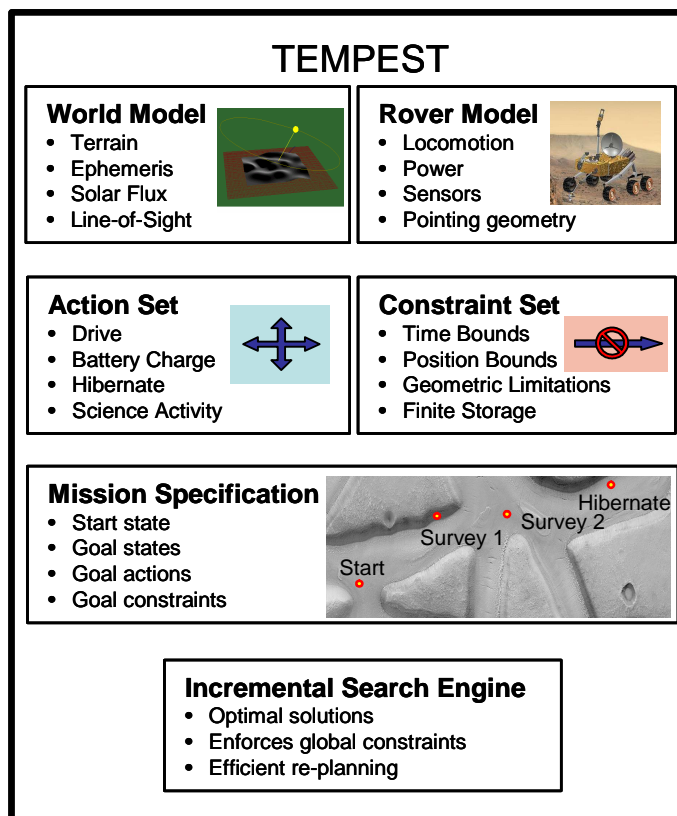 TEMPEST
World Model
• Terrain
• Ephemeris
• Solar Flux
• Line-of-Sight
Rover Model
• Locomotion
• Power
• Sensors
• Pointing geometry
Action Set
• Drive
• Battery Charge
• Hibernate
• Science Activity
Constraint Set
• Time Bounds
• Position Bounds
• Geometric Limitations
• Finite Storage
Mission Specification
• Start state
• Goal states
• Goal actions
• Goal constraints
Hibernate
Survey 2
Survey 1
Start
Incremental Search Engine
• Optimal solutions
• Enforces global constraints
• Efficient re-planning